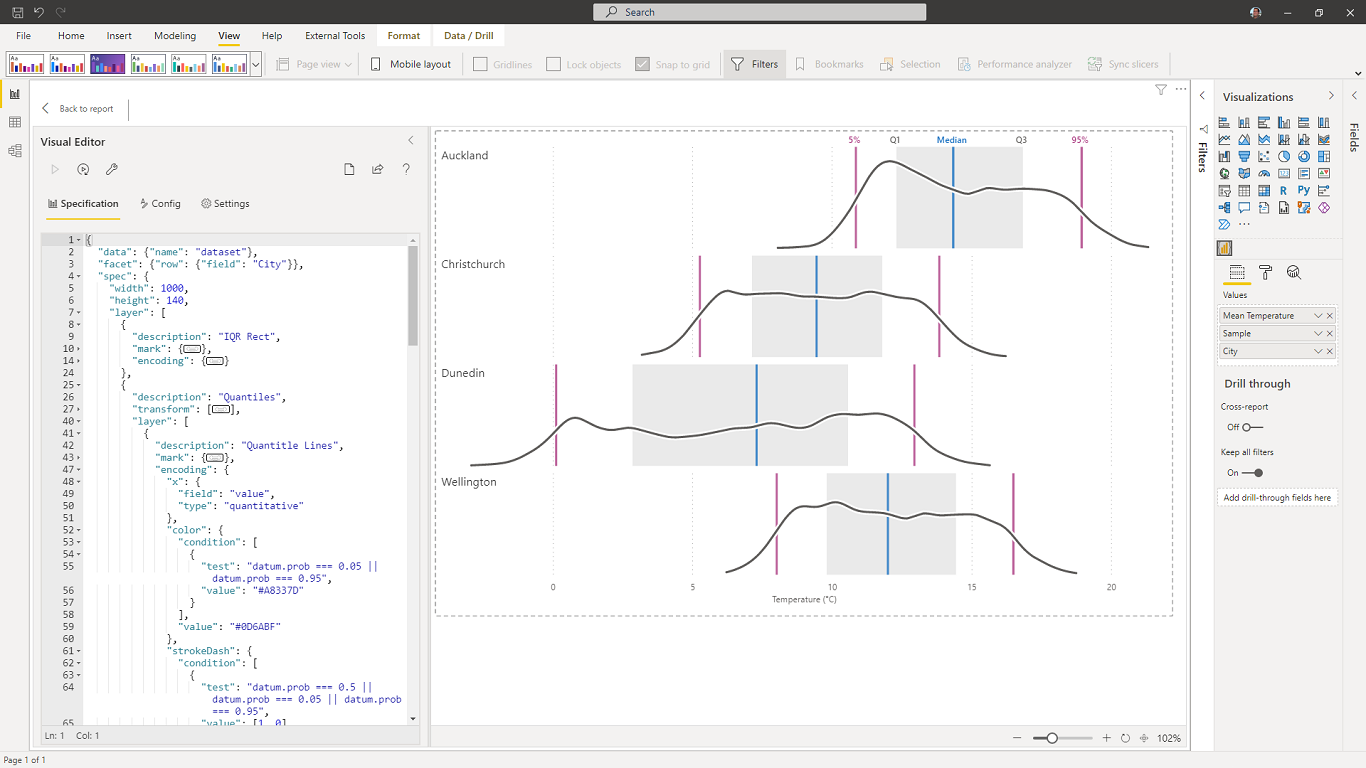 Search
File Home Insert Modeling View Help External Tools Format Data / Drill
Aa Aa Aa Aa Aa Aa Page view Mobile layout Gridlines Lock objects Snap to grid Filters Bookmarks Selection Performance analyzer Sync slicers
Back to report
Visual Editor
Specification Config Settings
1 {
2 "data": {"name": "dataset"},
3 "facet": {"row": {"field": "City"}},
4 "spec": {
5 "width": 1000,
6 "height": 140,
7 "layer": [
8 {
9 "description": "IQR Rect",
10 "mark": {...},
14 "encoding": {...}
24 },
25 {
26 "description": "Quantiles",
27 "transform": [...],
40 "layer": [
41 {
42 "description": "Quantitle Lines",
43 "mark": {...},
47 "encoding": {
48 "x": {
49 "field": "value",
50 "type": "quantitative"
51 },
52 "color": {
53 "condition": [
54 {
55 "test": "datum.prob === 0.05 ||
datum.prob === 0.95",
56 "value": "#A8337D"
57 }
58 ],
59 "value": "#0D6ABF"
60 },
61 "strokeDash": {
62 "condition": [
63 {
64 "test": "datum.prob === 0.5 ||
datum.prob === 0.05 || datum.prob
=== 0.95",
65 "value": [1, 0]
Ln: 1 Col: 1
5% Q1 Median Q3 95%
Auckland
Christchurch
Dunedin
Wellington
0 5 10 15 20
Temperature (°C)
102%
Filters
Visualizations
R Py
Values
Mean Temperature
Sample
City
Drill through
Cross-report
Off
Keep all filters
On
Add drill-through fields here
Fields
Page 1 of 1